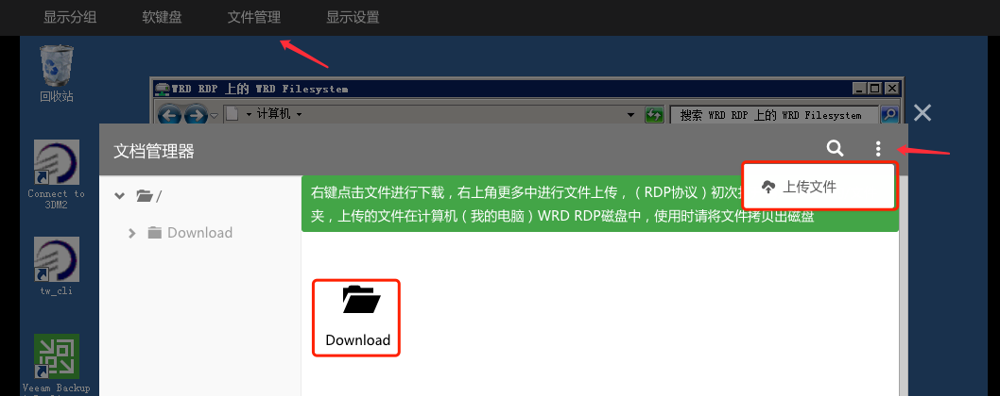 显示分组 软键盘 文件管理 显示设置
回收站
WRD RDP 上的 WRD Filesystem
计算机
搜索 WRD RDP 上的 WRD Filesystem
文档管理器
上传文件
Connect to
3DM2
/
Download
右键点击文件进行下载，右上角更多中进行文件上传，（RDP协议）初次
夹，上传的文件在计算机（我的电脑）WRD RDP磁盘中，使用时请将文件拷贝出磁盘
tw_cli
Download
Veeam Backup